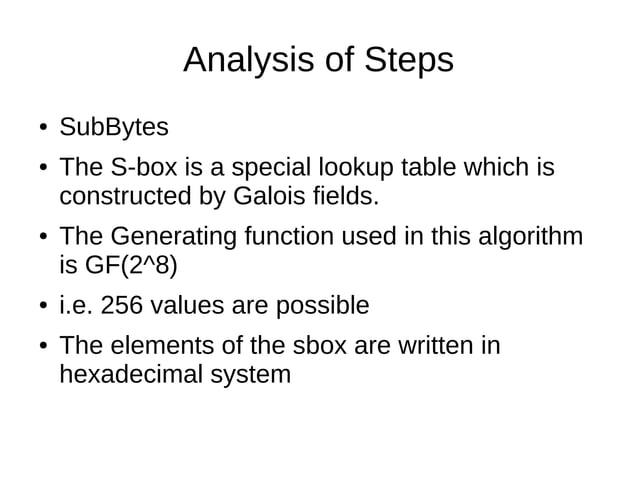 Analysis of Steps
• SubBytes
• The S-box is a special lookup table which is
constructed by Galois fields.
• The Generating function used in this algorithm
is GF(2^8)
• i.e. 256 values are possible
• The elements of the sbox are written in
hexadecimal system